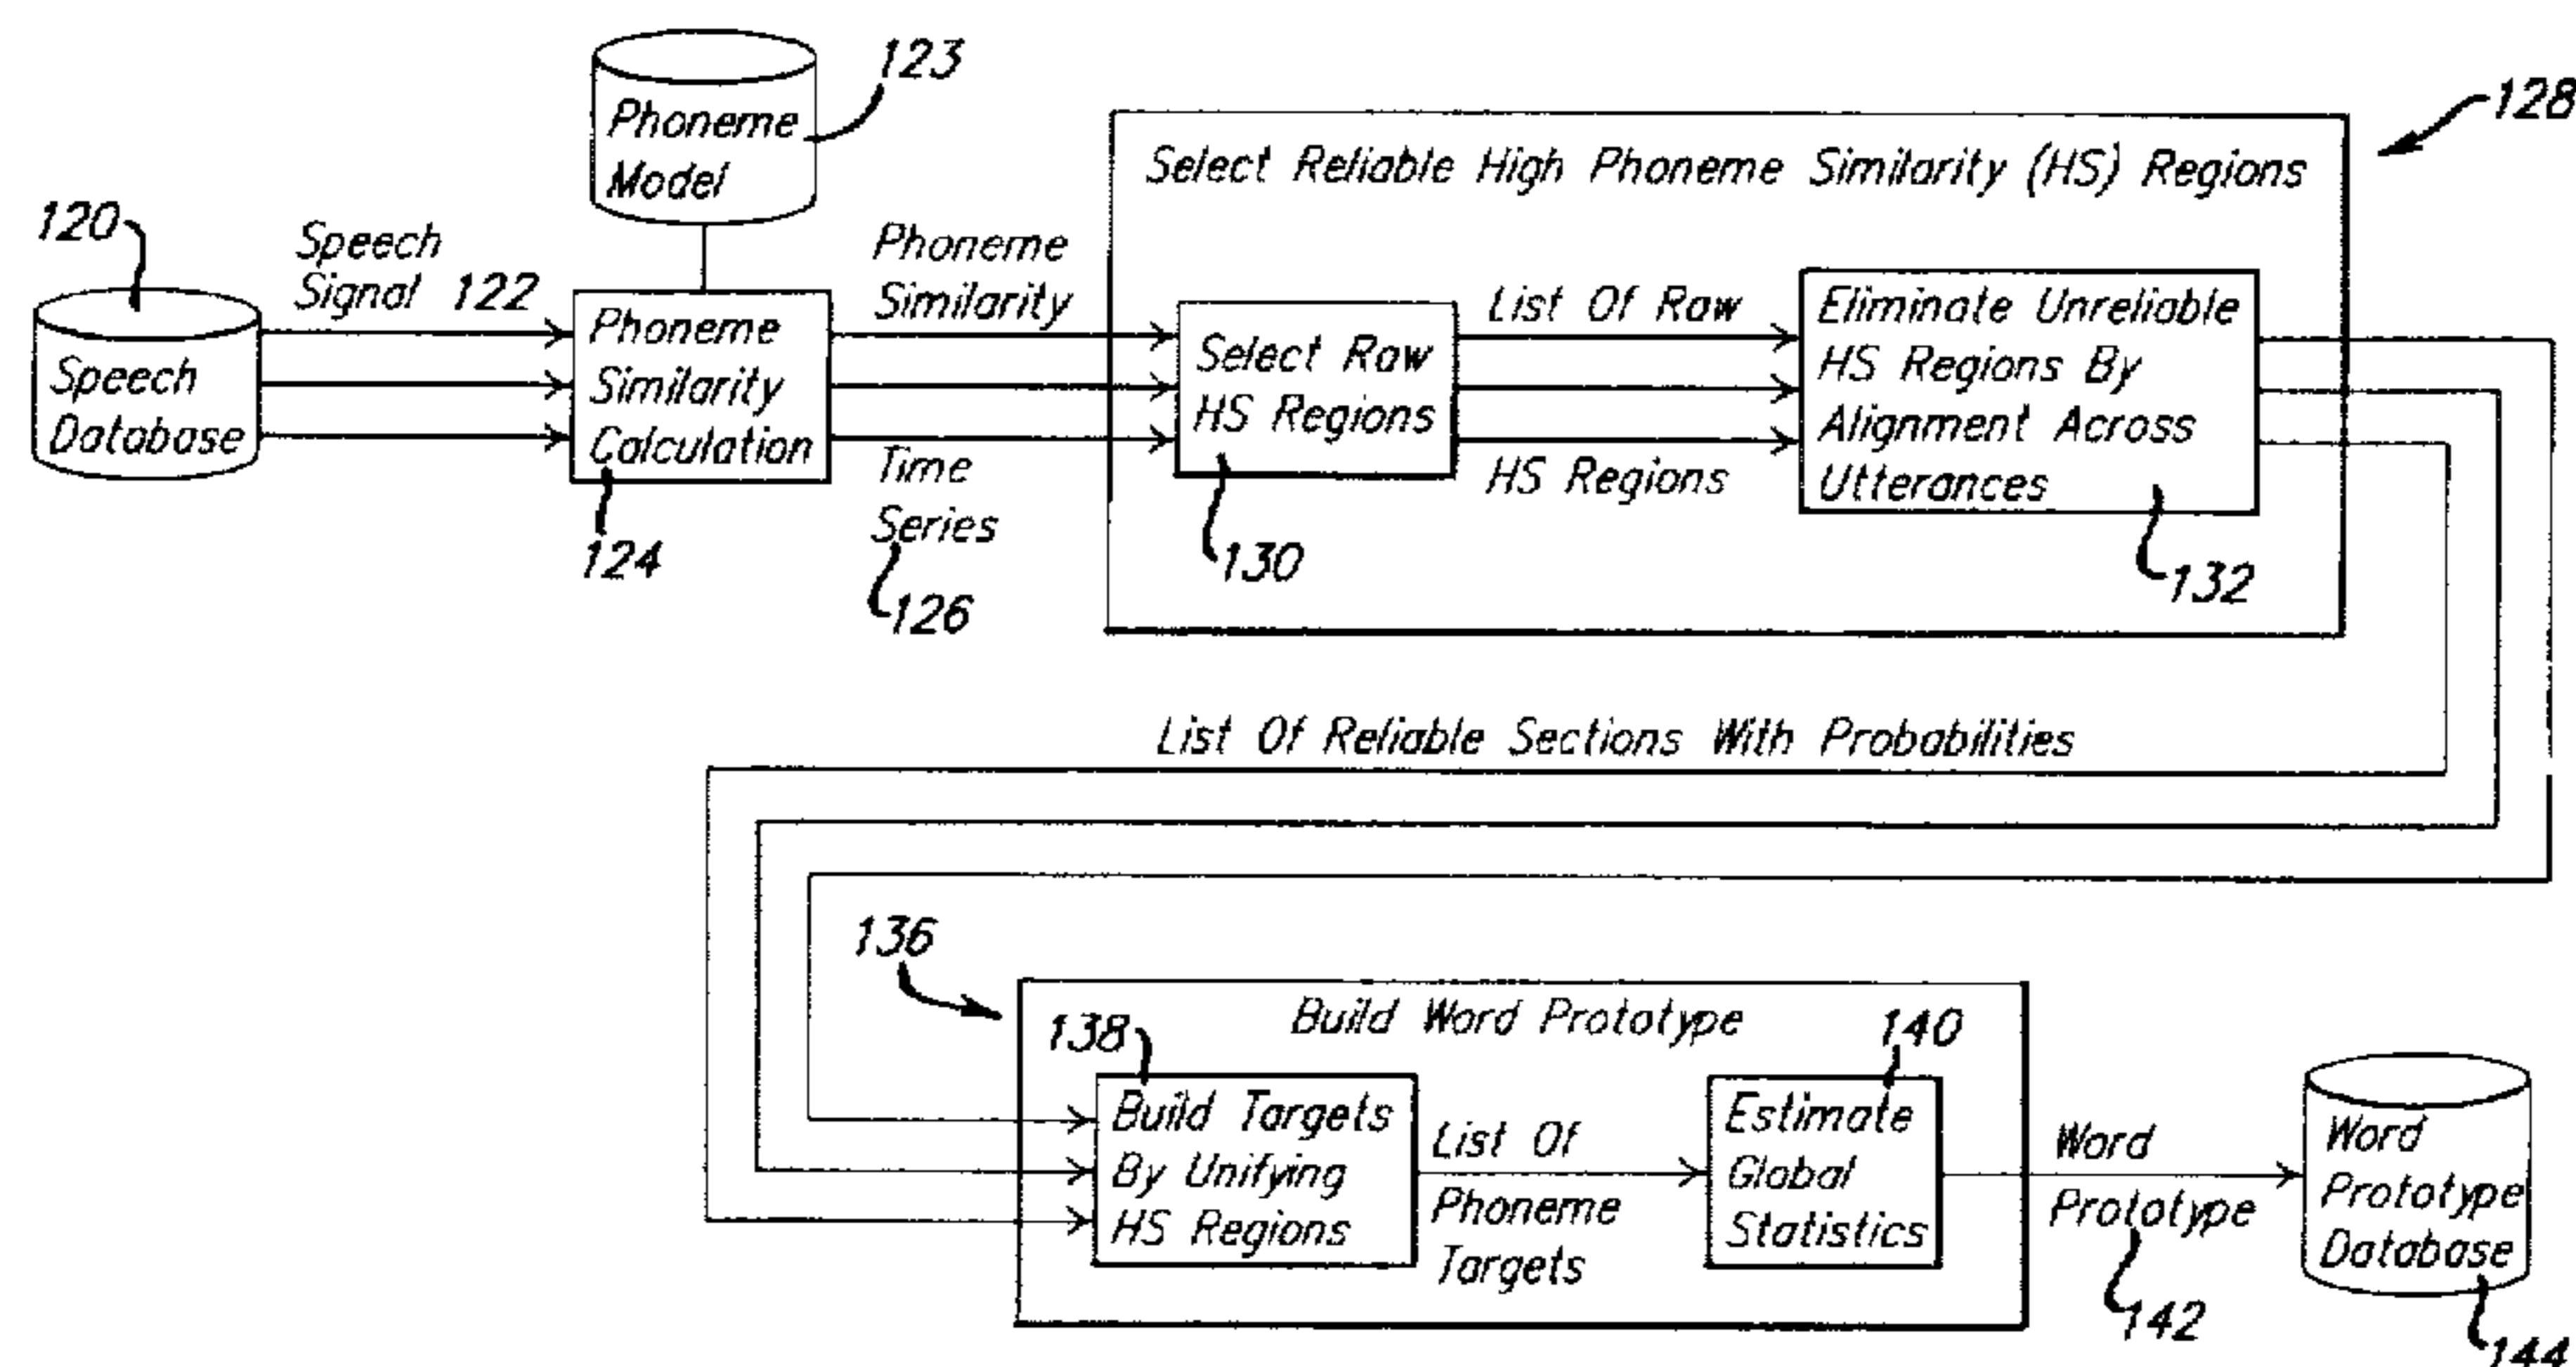 123
Phoneme
Model
128
Select Reliable High Phoneme Similarity (HS) Regions
120
Speech
Signal 122
Speech
Database
Phoneme
Similarity
Calculation
124
Phoneme
Similarity
Time
Series
126
Select Raw
HS Regions
130
List Of Raw
HS Regions
Eliminate Unreliable
HS Regions By
Alignment Across
Utterances
132
List Of Reliable Sections With Probabilities
136
Build Word Prototype
138
Build Targets
By Unifying
HS Regions
List Of
Phoneme
Targets
140
Estimate
Global
Statistics
Word
Prototype
142
Word
Prototype
Database
144